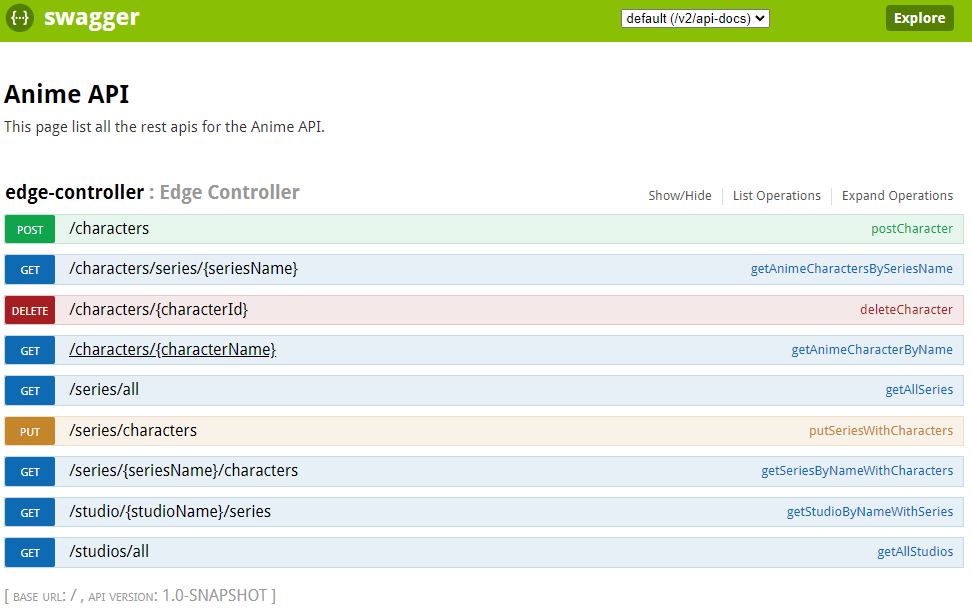 {··} swagger default (/v2/api-docs) Explore
Anime API
This page list all the rest apis for the Anime API.
edge-controller : Edge Controller Show/Hide List Operations Expand Operations
POST /characters postCharacter
GET /characters/series/{seriesName} getAnimeCharactersBySeriesName
DELETE /characters/{characterId} deleteCharacter
GET /characters/{characterName} getAnimeCharacterByName
GET /series/all getAllSeries
PUT /series/characters putSeriesWithCharacters
GET /series/{seriesName}/characters getSeriesByNameWithCharacters
GET /studio/{studioName}/series getStudioByNameWithSeries
GET /studios/all getAllStudios
[ BASE URL: / , API VERSION: 1.0-SNAPSHOT ]